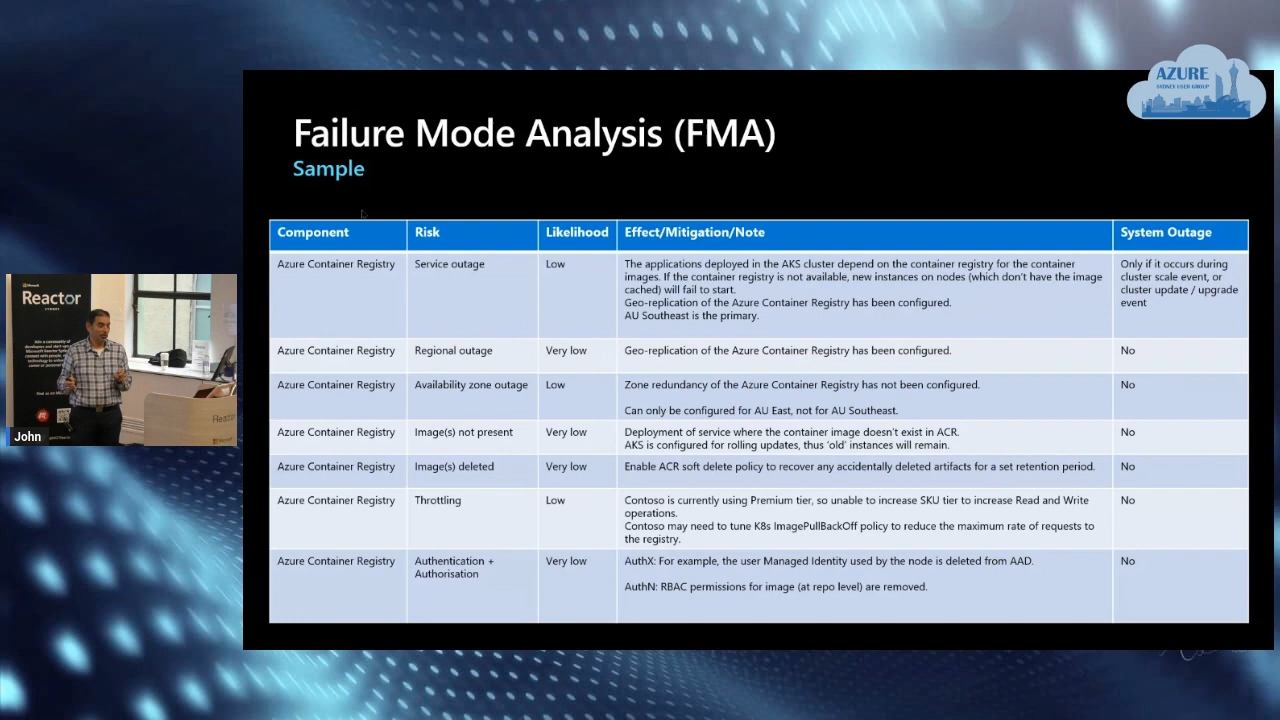 AZURE
SYDNEY USER GROUP
Failure Mode Analysis (FMA)
Sample
Component Risk Likelihood Effect/Mitigation/Note System Outage
Azure Container Registry Service outage Low The applications deployed in the AKS cluster depend on the container registry for the container Only if it occurs during
images. If the container registry is not available, new instances on nodes (which don't have the image cluster scale event, or
cached) will fail to start. cluster update / upgrade
Geo-replication of the Azure Container Registry has been configured. event
AU Southeast is the primary.
Azure Container Registry Regional outage Very low Geo-replication of the Azure Container Registry has been configured. No
Azure Container Registry Availability zone outage Low Zone redundancy of the Azure Container Registry has not been configured. No
Can only be configured for AU East, not for AU Southeast.
Azure Container Registry Image(s) not present Very low Deployment of service where the container image doesn't exist in ACR. No
AKS is configured for rolling updates, thus 'old' instances will remain.
Azure Container Registry Image(s) deleted Very low Enable ACR soft delete policy to recover any accidentally deleted artifacts for a set retention period. No
Azure Container Registry Throttling Low Contoso is currently using Premium tier, so unable to increase SKU tier to increase Read and Write No
operations.
Contoso may need to tune K8s ImagePullBackOff policy to reduce the maximum rate of requests to
the registry.
Azure Container Registry Authentication + Very low AuthX: For example, the user Managed Identity used by the node is deleted from AAD. No
Authorisation
AuthN: RBAC permissions for image (at repo level) are removed.
Microsoft
Reactor
John